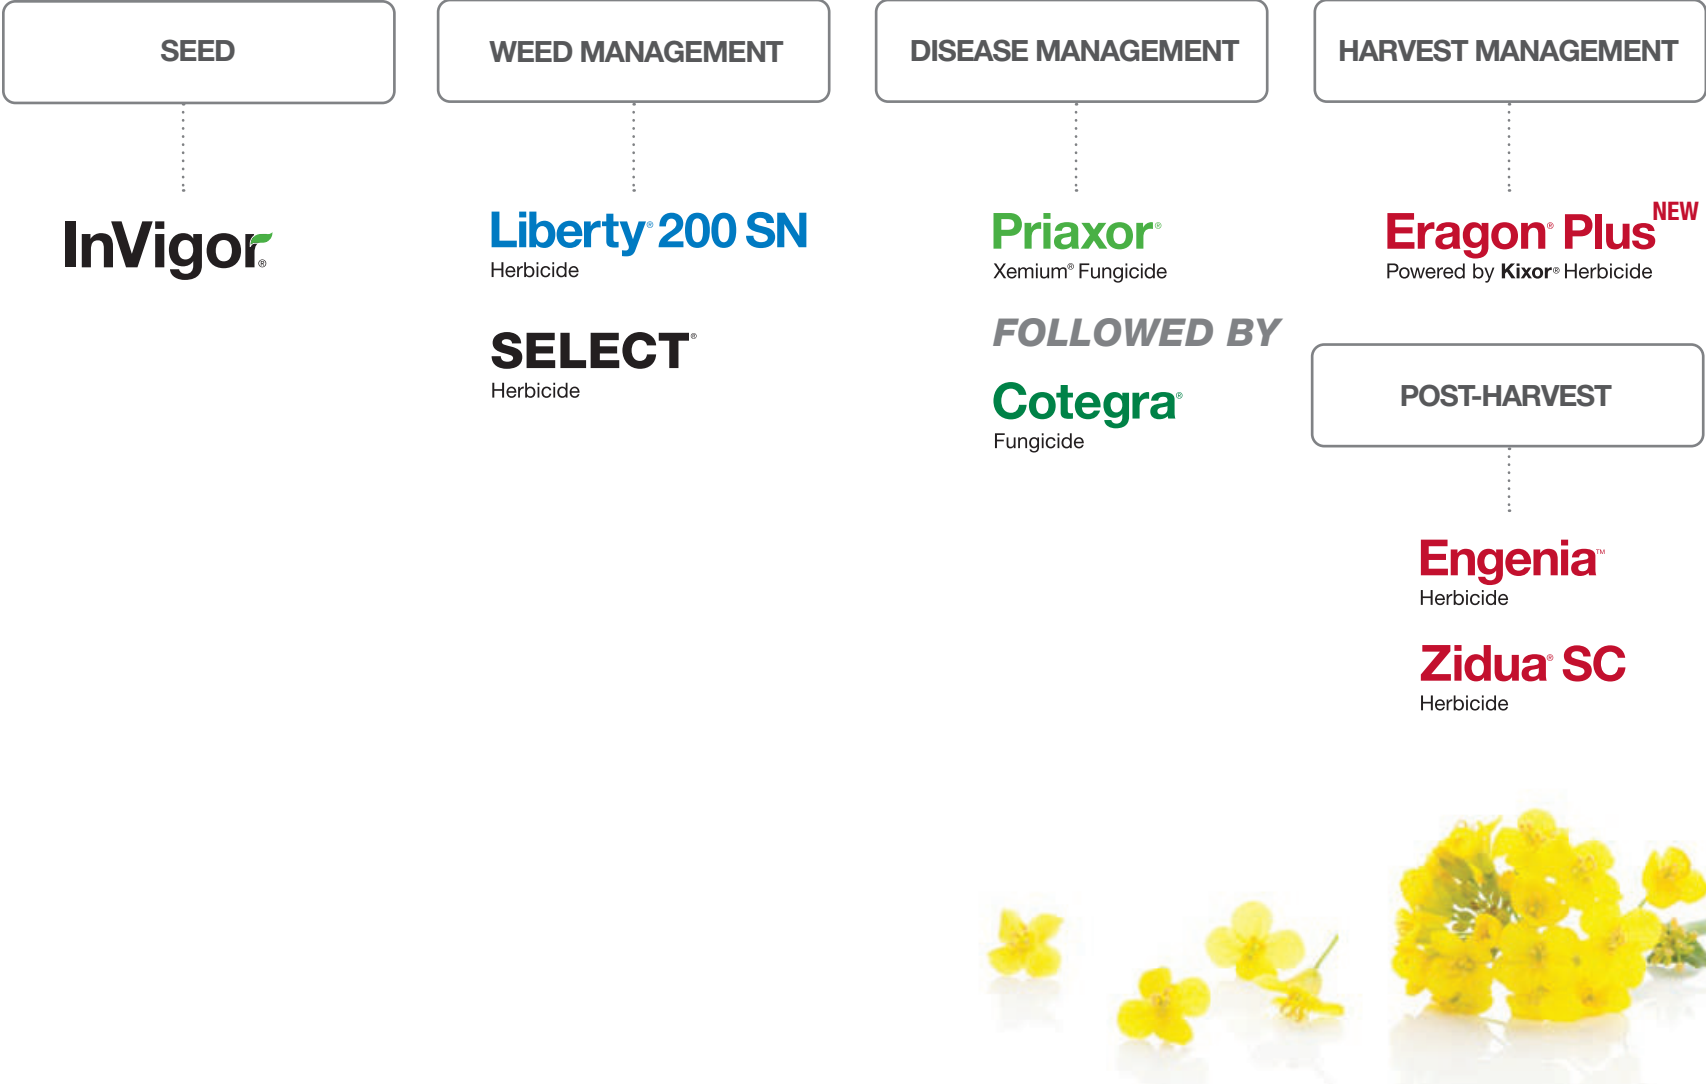 SEED
InVigor®
WEED MANAGEMENT
Liberty® 200 SN
Herbicide
SELECT®
Herbicide
DISEASE MANAGEMENT
Priaxor®
Xemium® Fungicide
FOLLOWED BY
Cotegra®
Fungicide
HARVEST MANAGEMENT
Eragon® Plus NEW
Powered by Kixor® Herbicide
POST-HARVEST
Engenia™
Herbicide
Zidua® SC
Herbicide